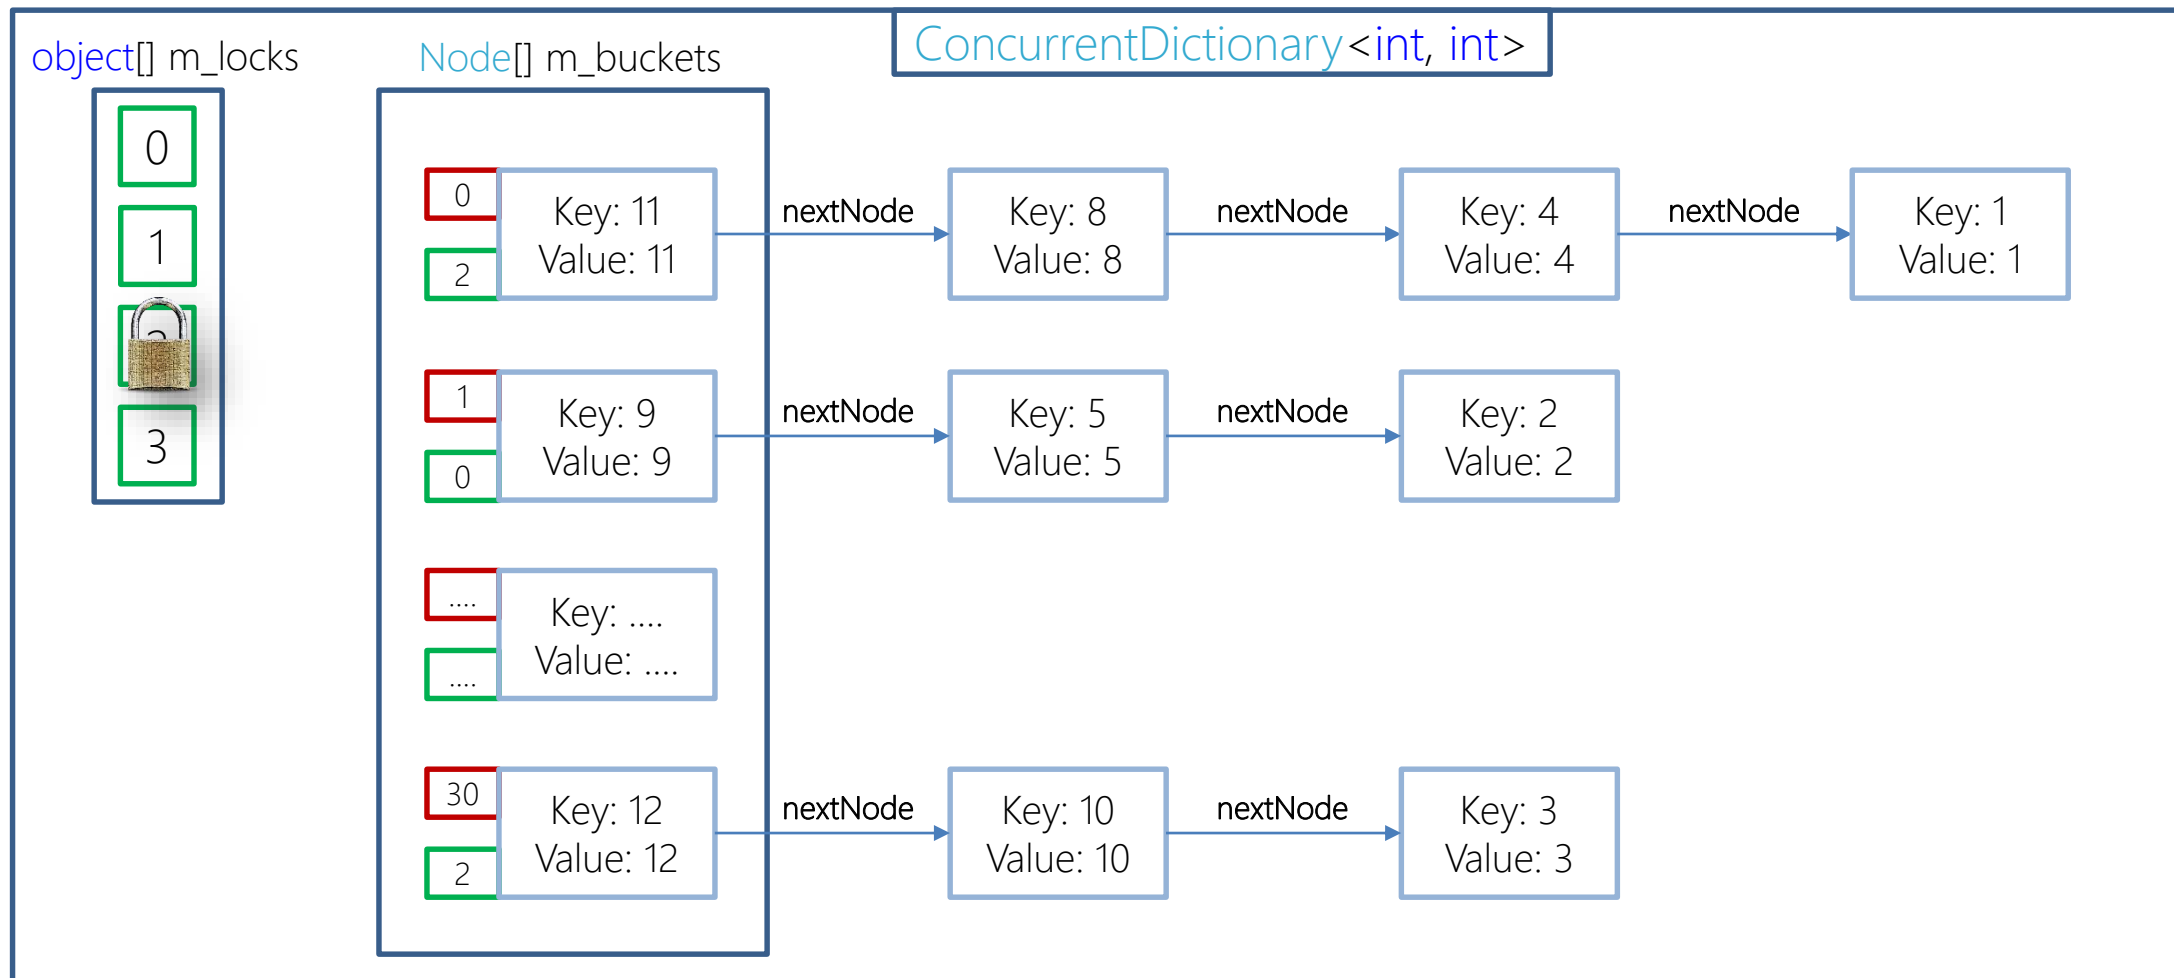 ConcurrentDictionary<int, int>
object[] m_locks
0
1
3
Node[] m_buckets
0
2
Key: 11
Value: 11
nextNode
Key: 8
Value: 8
nextNode
Key: 4
Value: 4
nextNode
Key: 1
Value: 1
1
0
Key: 9
Value: 9
nextNode
Key: 5
Value: 5
nextNode
Key: 2
Value: 2
....
....
Key: ....
Value: ....
30
2
Key: 12
Value: 12
nextNode
Key: 10
Value: 10
nextNode
Key: 3
Value: 3